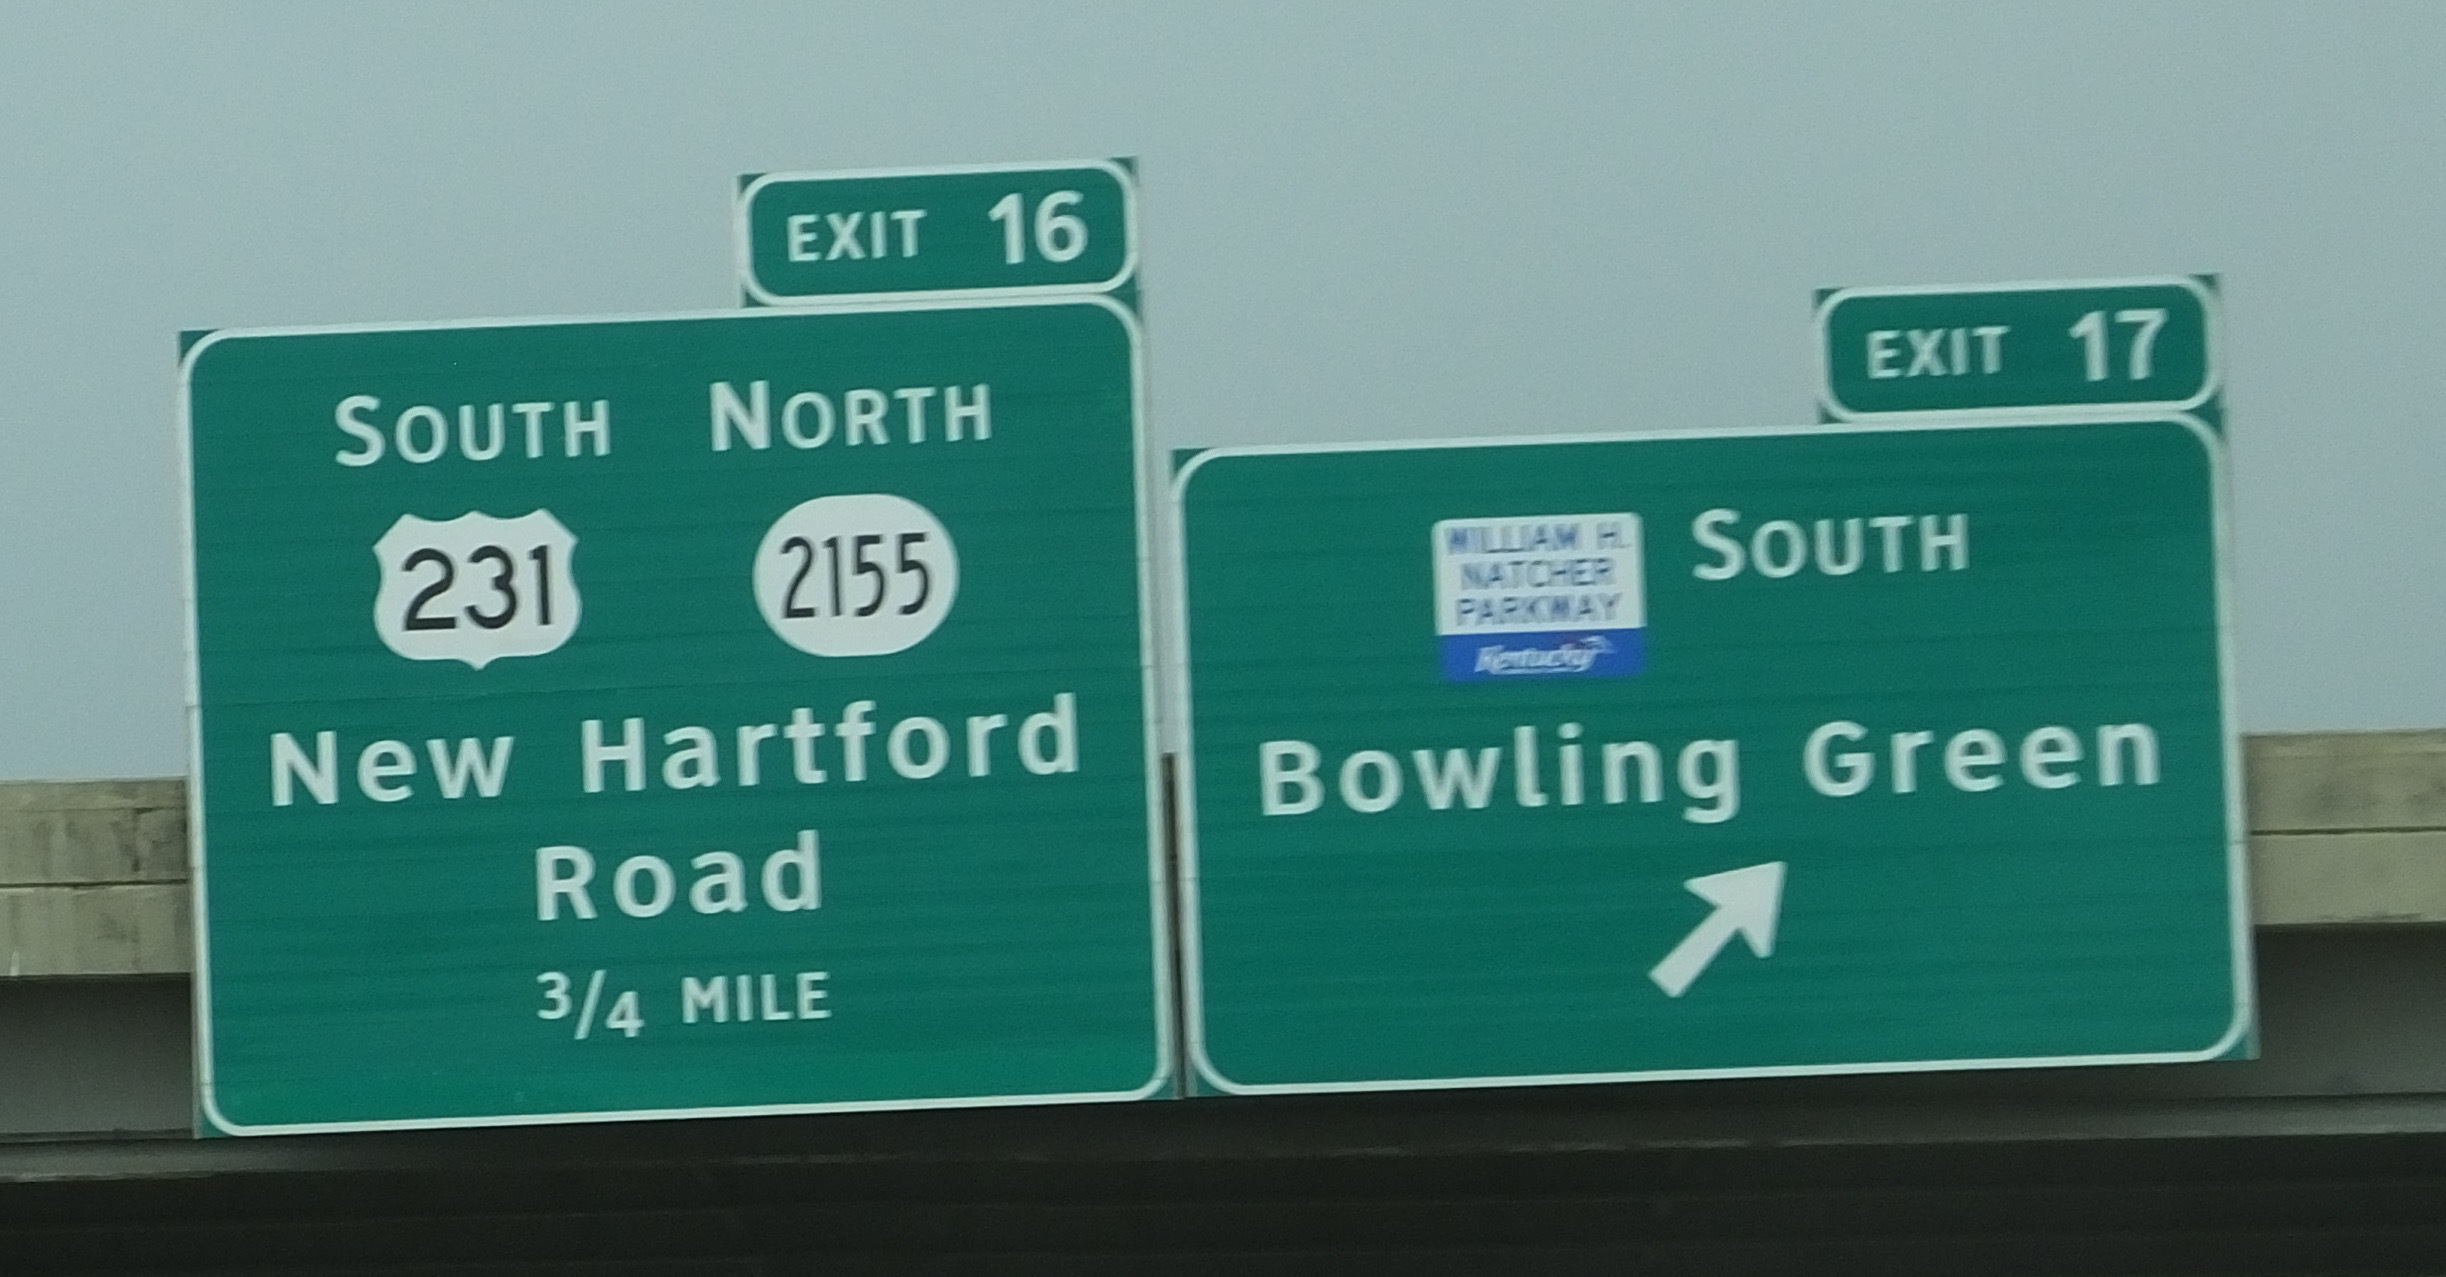 EXIT 16
SOUTH NORTH
231 2155
New Hartford
Road
3/4 MILE
EXIT 17
WILLIAM H.
NATCHER
PARKWAY
Kentucky
SOUTH
Bowling Green